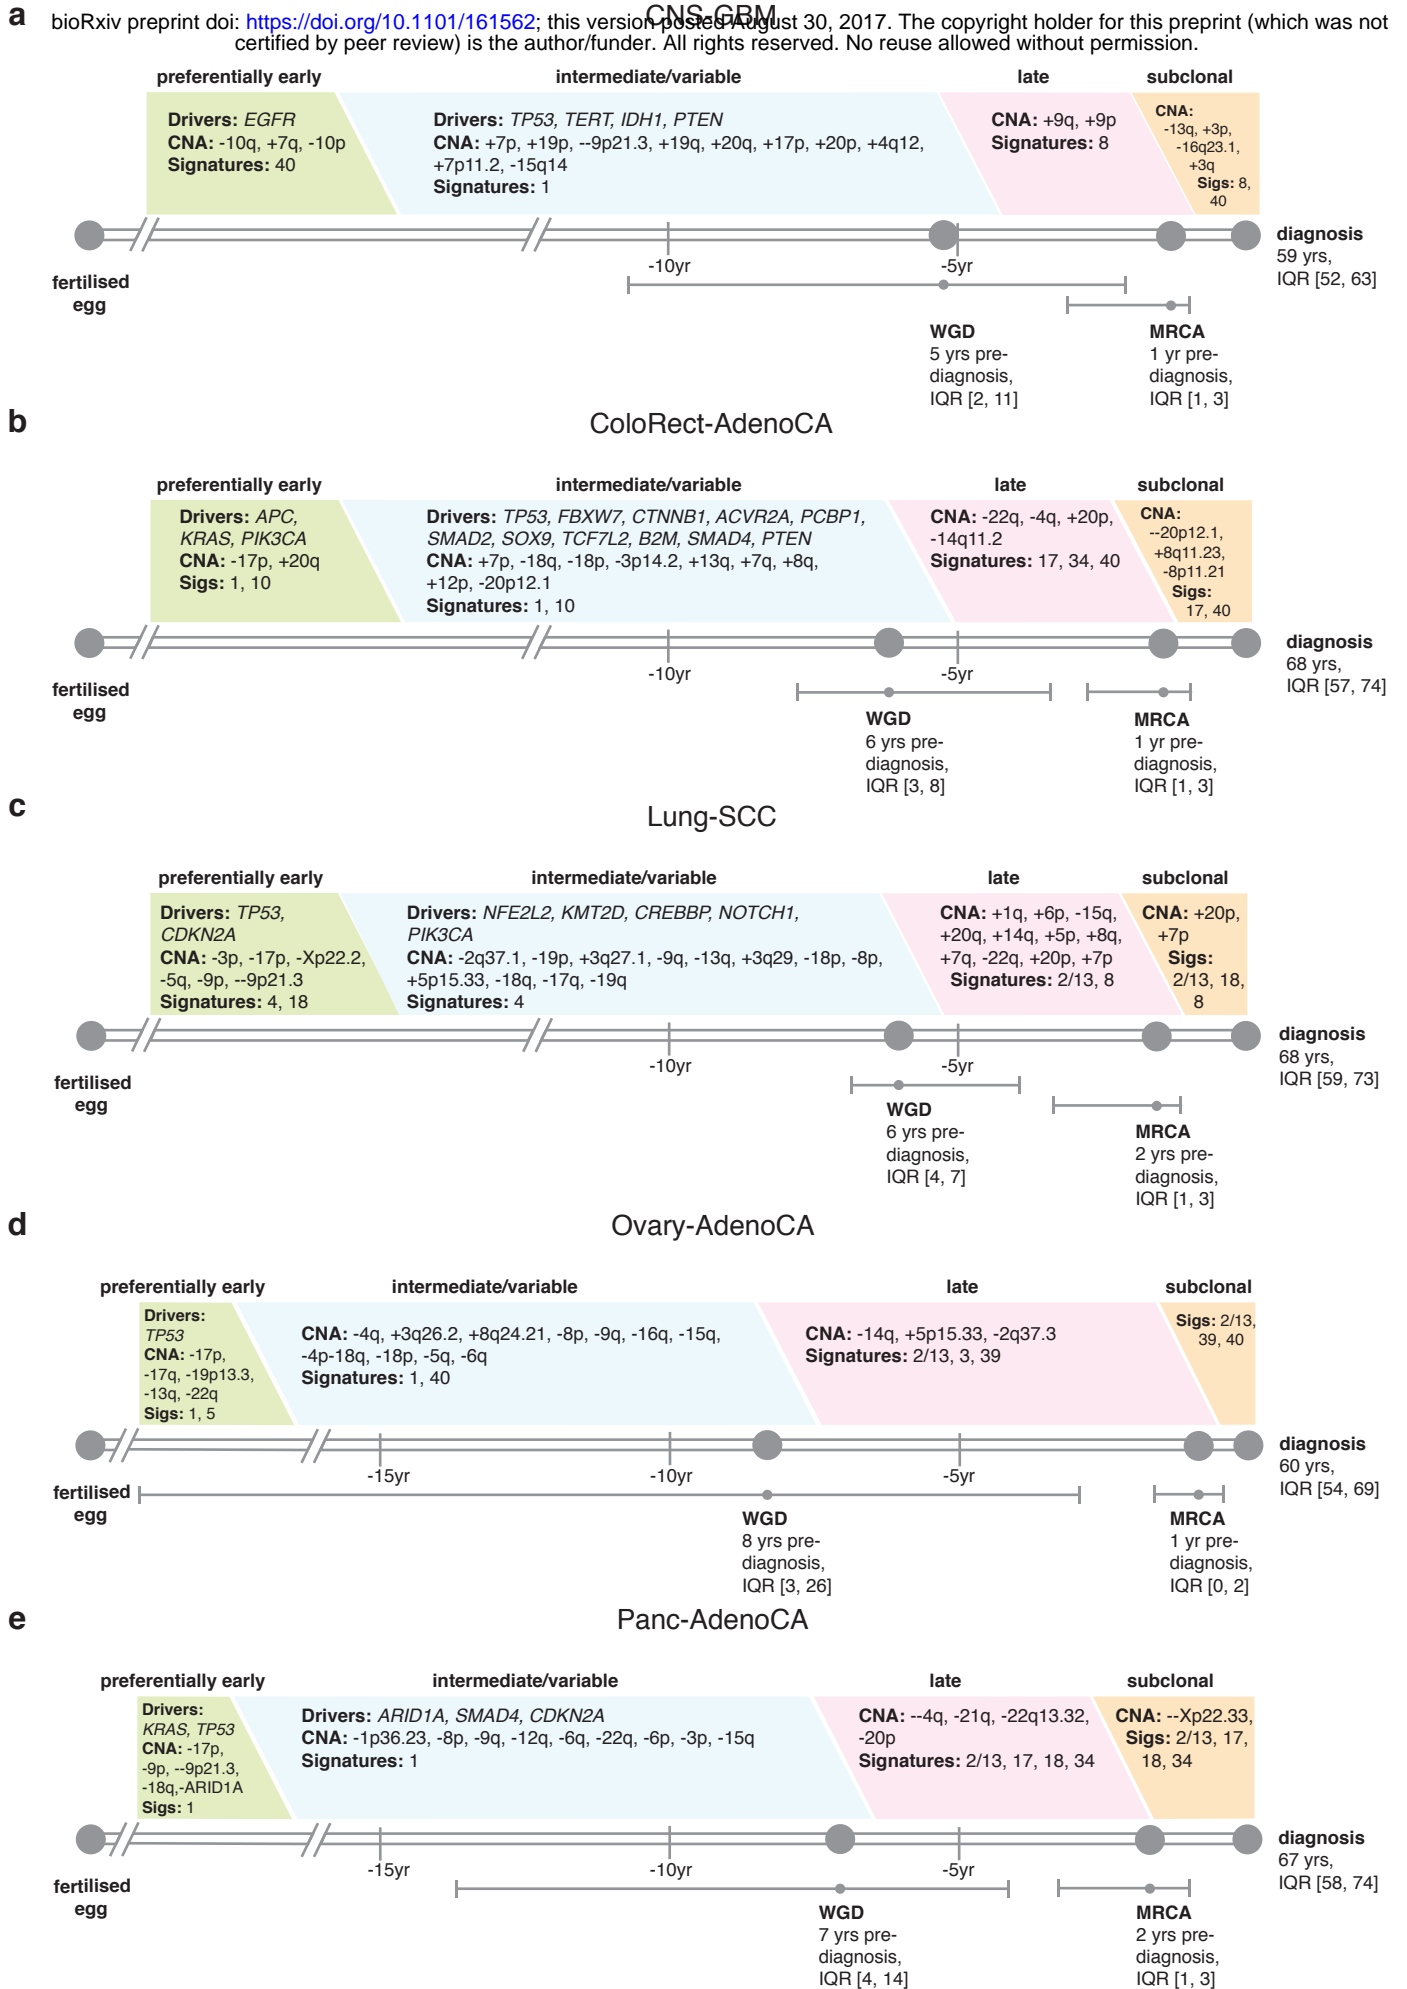 a
CNS-GBM
bioRxiv preprint doi: https://doi.org/10.1101/161562; this version posted August 30, 2017. The copyright holder for this preprint (which was not
certified by peer review) is the author/funder. All rights reserved. No reuse allowed without permission.
preferentially early
intermediate/variable
late
subclonal
Drivers: EGFR
CNA: -10q, +7q, -10p
Signatures: 40
Drivers: TP53, TERT, IDH1, PTEN
CNA: +7p, +19p, --9p21.3, +19q, +20q, +17p, +20p, +4q12,
+7p11.2, -15q14
Signatures: 1
CNA: +9q, +9p
Signatures: 8
CNA:
-13q, +3p,
-16q23.1,
+3q
Sigs: 8,
40
-10yr
-5yr
fertilised
egg
diagnosis
59 yrs,
IQR [52, 63]
WGD
5 yrs pre-
diagnosis,
IQR [2, 11]
MRCA
1 yr pre-
diagnosis,
IQR [1, 3]
b
ColoRect-AdenoCA
preferentially early
intermediate/variable
late
subclonal
Drivers: APC,
KRAS, PIK3CA
CNA: -17p, +20q
Sigs: 1, 10
Drivers: TP53, FBXW7, CTNNB1, ACVR2A, PCBP1,
SMAD2, SOX9, TCF7L2, B2M, SMAD4, PTEN
CNA: +7p, -18q, -18p, -3p14.2, +13q, +7q, +8q,
+12p, -20p12.1
Signatures: 1, 10
CNA: -22q, -4q, +20p,
-14q11.2
Signatures: 17, 34, 40
CNA:
--20p12.1,
+8q11.23,
-8p11.21
Sigs:
17, 40
-10yr
-5yr
fertilised
egg
diagnosis
68 yrs,
IQR [57, 74]
WGD
6 yrs pre-
diagnosis,
IQR [3, 8]
MRCA
1 yr pre-
diagnosis,
IQR [1, 3]
c
Lung-SCC
preferentially early
intermediate/variable
late
subclonal
Drivers: TP53,
CDKN2A
CNA: -3p, -17p, -Xp22.2,
-5q, -9p, --9p21.3
Signatures: 4, 18
Drivers: NFE2L2, KMT2D, CREBBP, NOTCH1,
PIK3CA
CNA: -2q37.1, -19p, +3q27.1, -9q, -13q, +3q29, -18p, -8p,
+5p15.33, -18q, -17q, -19q
Signatures: 4
CNA: +1q, +6p, -15q,
+20q, +14q, +5p, +8q,
+7q, -22q, +20p, +7p
Signatures: 2/13, 8
CNA: +20p,
+7p
Sigs:
2/13, 18,
8
-10yr
-5yr
fertilised
egg
diagnosis
68 yrs,
IQR [59, 73]
WGD
6 yrs pre-
diagnosis,
IQR [4, 7]
MRCA
2 yrs pre-
diagnosis,
IQR [1, 3]
d
Ovary-AdenoCA
preferentially early
intermediate/variable
late
subclonal
Drivers:
TP53
CNA: -17p,
-17q, -19p13.3,
-13q, -22q
Sigs: 1, 5
CNA: -4q, +3q26.2, +8q24.21, -8p, -9q, -16q, -15q,
-4p-18q, -18p, -5q, -6q
Signatures: 1, 40
CNA: -14q, +5p15.33, -2q37.3
Signatures: 2/13, 3, 39
Sigs: 2/13,
39, 40
-15yr
-10yr
-5yr
fertilised
egg
diagnosis
60 yrs,
IQR [54, 69]
WGD
8 yrs pre-
diagnosis,
IQR [3, 26]
MRCA
1 yr pre-
diagnosis,
IQR [0, 2]
e
Panc-AdenoCA
preferentially early
intermediate/variable
late
subclonal
Drivers:
KRAS, TP53
CNA: -17p,
-9p, --9p21.3,
-18q,-ARID1A
Sigs: 1
Drivers: ARID1A, SMAD4, CDKN2A
CNA: -1p36.23, -8p, -9q, -12q, -6q, -22q, -6p, -3p, -15q
Signatures: 1
CNA: --4q, -21q, -22q13.32,
-20p
Signatures: 2/13, 17, 18, 34
CNA: --Xp22.33,
Sigs: 2/13, 17,
18, 34
-15yr
-10yr
-5yr
fertilised
egg
diagnosis
67 yrs,
IQR [58, 74]
WGD
7 yrs pre-
diagnosis,
IQR [4, 14]
MRCA
2 yrs pre-
diagnosis,
IQR [1, 3]